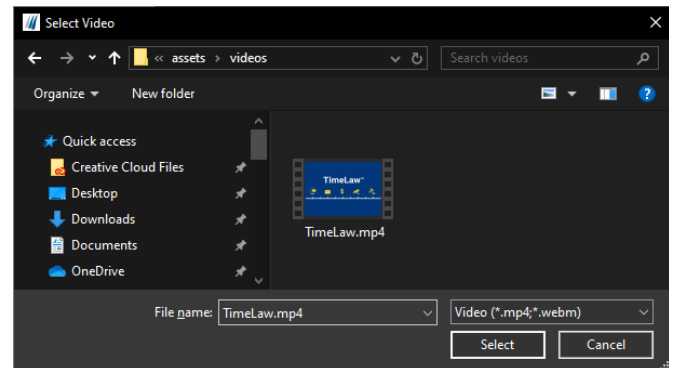 Select Video
« assets › videos
Search videos
Organize
New folder
Quick access
Creative Cloud Files
Desktop
Downloads
Documents
OneDrive
TimeLaw™
TimeLaw.mp4
File name: TimeLaw.mp4
Video (*.mp4;*.webm)
Select Cancel